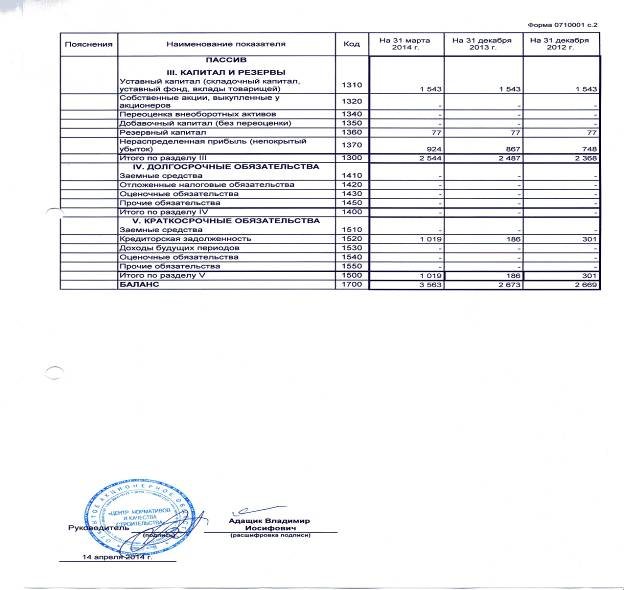 Форма 0710001 с.2
Пояснения Наименование показателя Код На 31 марта 2014 г. На 31 декабря 2013 г. На 31 декабря 2012 г.
ПАССИВ
III. КАПИТАЛ И РЕЗЕРВЫ
Уставный капитал (складочный капитал,
уставный фонд, вклады товарищей) 1310 1 543 1 543 1 543
Собственные акции, выкупленные у
акционеров 1320 - - -
Переоценка внеоборотных активов 1340 - - -
Добавочный капитал (без переоценки) 1350 - - -
Резервный капитал 1360 77 77 77
Нераспределенная прибыль (непокрытый
убыток) 1370 924 867 748
Итого по разделу III 1300 2 544 2 487 2 368
IV. ДОЛГОСРОЧНЫЕ ОБЯЗАТЕЛЬСТВА
Заемные средства 1410 - - -
Отложенные налоговые обязательства 1420 - - -
Оценочные обязательства 1430 - - -
Прочие обязательства 1450 - - -
Итого по разделу IV 1400 - - -
V. КРАТКОСРОЧНЫЕ ОБЯЗАТЕЛЬСТВА
Заемные средства 1510 - - -
Кредиторская задолженность 1520 1 019 186 301
Доходы будущих периодов 1530 - - -
Оценочные обязательства 1540 - - -
Прочие обязательства 1550 - - -
Итого по разделу V 1500 1 019 186 301
БАЛАНС 1700 3 563 2 673 2 669
«ЦЕНТР НОРМАТИВОВ
И КАЧЕСТВА
СТРОИТЕЛЬСТВА»
Руководитель
(подпись)
Адащик Владимир
Иосифович
(расшифровка подписи)
14 апреля 2014 г.